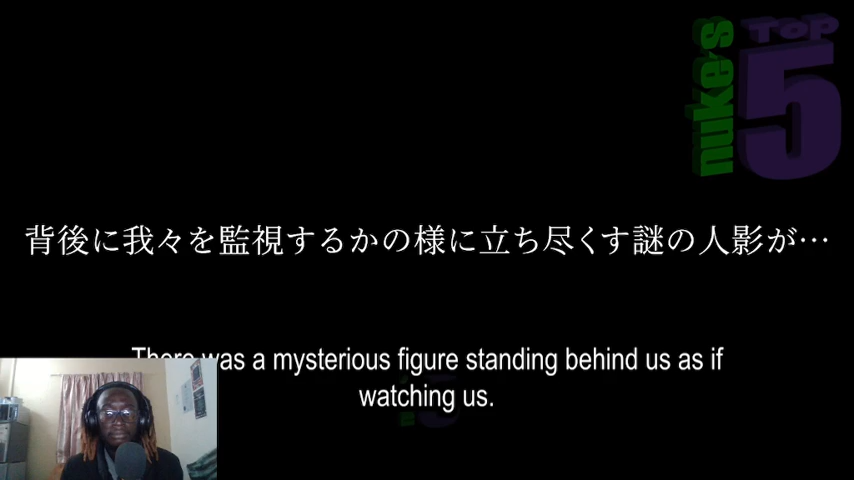 nuke's
Top
5
背後に我々を監視するかの様に立ち尽くす謎の人影が…
There was a mysterious figure standing behind us as if
watching us.